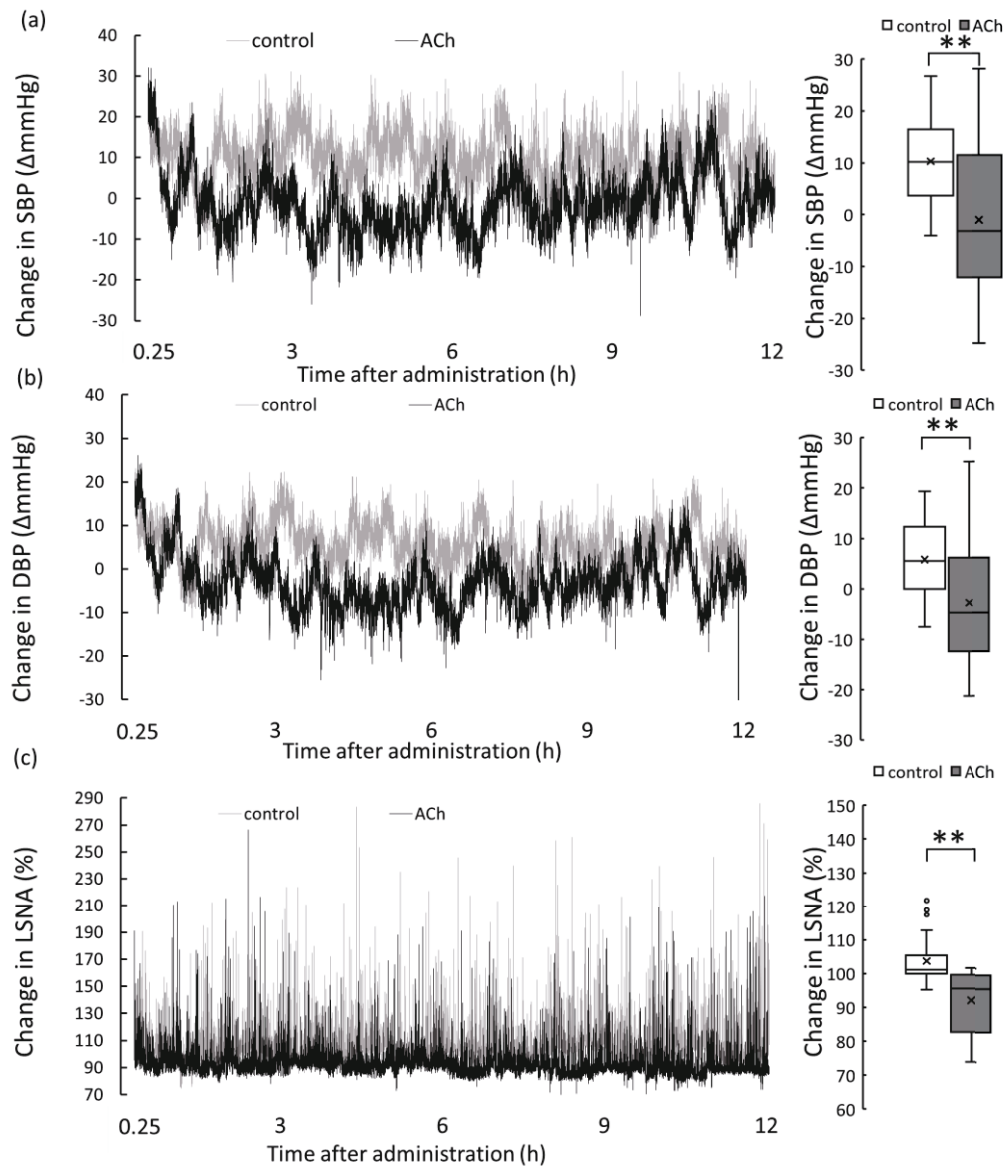 (a)
control ACh
Change in SBP (ΔmmHg)
40
30
20
10
0
-10
-20
-30
0.25 3 6 9 12
Time after administration (h)
control ACh
**
Change in SBP (ΔmmHg)
30
20
10
0
-10
-20
-30
(b)
control ACh
Change in DBP (ΔmmHg)
40
30
20
10
0
-10
-20
-30
0.25 3 6 9 12
Time after administration (h)
control ACh
**
Change in DBP (ΔmmHg)
30
20
10
0
-10
-20
-30
(c)
control ACh
Change in LSNA (%)
290
270
250
230
210
190
170
150
130
110
90
70
0.25 3 6 9 12
Time after administration (h)
control ACh
**
Change in LSNA (%)
150
140
130
120
110
100
90
80
70
60